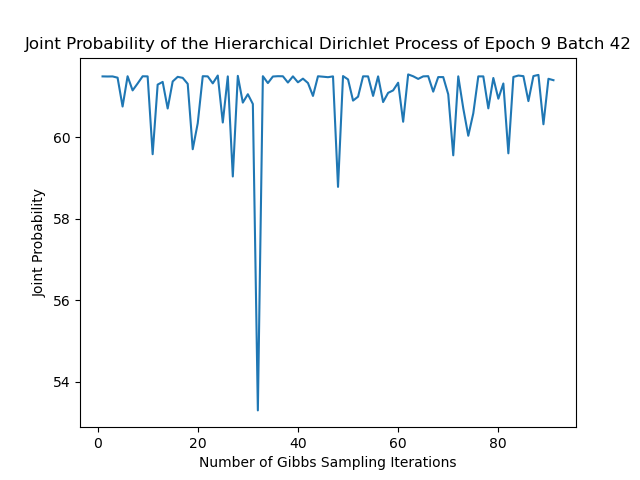 Joint Probability of the Hierarchical Dirichlet Process of Epoch 9 Batch 42
Joint Probability
60
58
56
54
0 20 40 60 80
Number of Gibbs Sampling Iterations